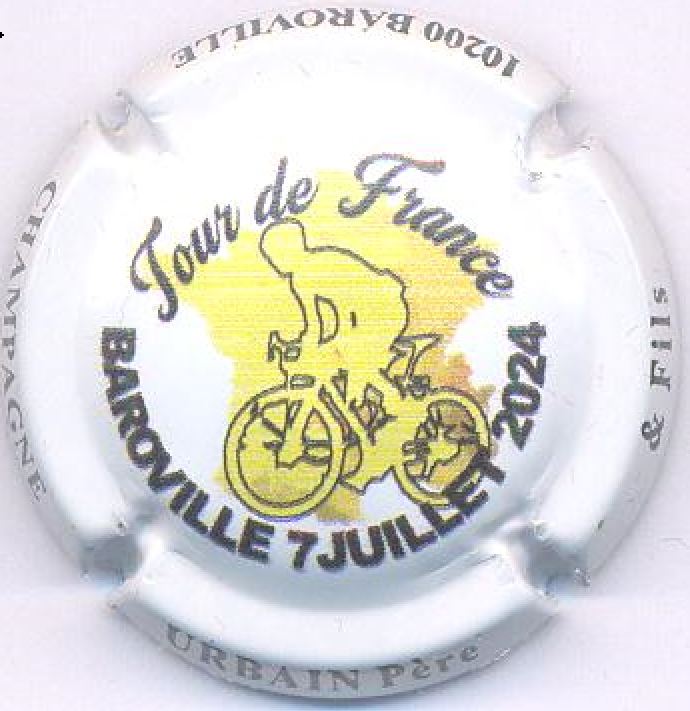 Tour de France
BAROVILLE 7JUILLET 2024
CHAMPAGNE
URBAIN Père
& Fils
10200 BAROVILLE